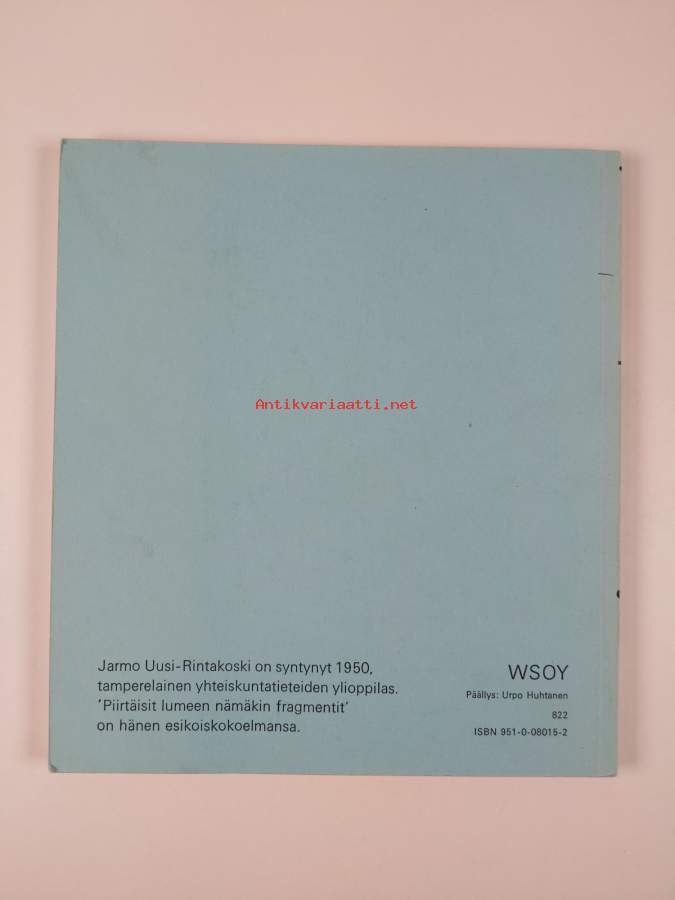 Antikvariaatti.net
Jarmo Uusi-Rintakoski on syntynyt 1950,
tamperelainen yhteiskuntatieteiden ylioppilas.
'Piirtäisit lumeen nämäkin fragmentit'
on hänen esikoiskokoelmansa.
WSOY
Päällys: Urpo Huhtanen
822
ISBN 951-0-08015-2